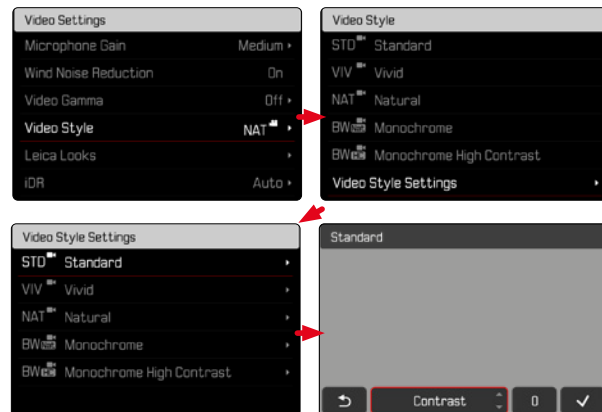 Video Settings
Microphone Gain Medium
Wind Noise Reduction On
Video Gamma Off
Video Style NAT
Leica Looks
iDR Auto
Video Style
STD Standard
VIV Vivid
NAT Natural
BW Monochrome
BW Monochrome High Contrast
Video Style Settings
Video Style Settings
STD Standard
VIV Vivid
NAT Natural
BW Monochrome
BW Monochrome High Contrast
Standard
Contrast 0